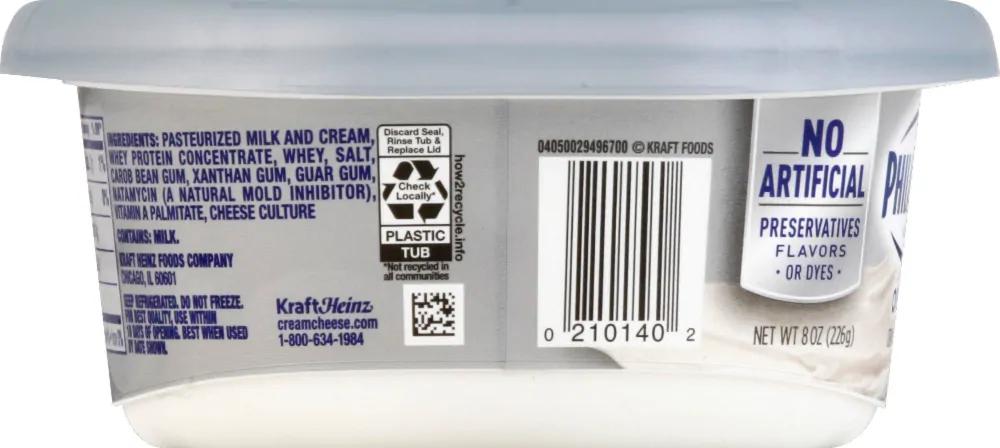 INGREDIENTS: PASTEURIZED MILK AND CREAM,
WHEY PROTEIN CONCENTRATE, WHEY, SALT,
CAROB BEAN GUM, XANTHAN GUM, GUAR GUM,
NATAMYCIN (A NATURAL MOLD INHIBITOR),
VITAMIN A PALMITATE, CHEESE CULTURE
CONTAINS: MILK.
KRAFT HEINZ FOODS COMPANY
CHICAGO, IL 60601
KEEP REFRIGERATED. DO NOT FREEZE.
FOR BEST QUALITY, USE WITHIN
10 DAYS OF OPENING. BEST WHEN USED
BY DATE SHOWN.
KraftHeinz
creamcheese.com
1-800-634-1984
Discard Seal,
Rinse Tub &
Replace Lid
Check
Locally*
PLASTIC
TUB
*Not recycled in
all communities
how2recycle.info
04050029496700 © KRAFT FOODS
0 210140 2
NO
ARTIFICIAL
PRESERVATIVES
FLAVORS
• OR DYES •
NET WT 8 OZ (226g)